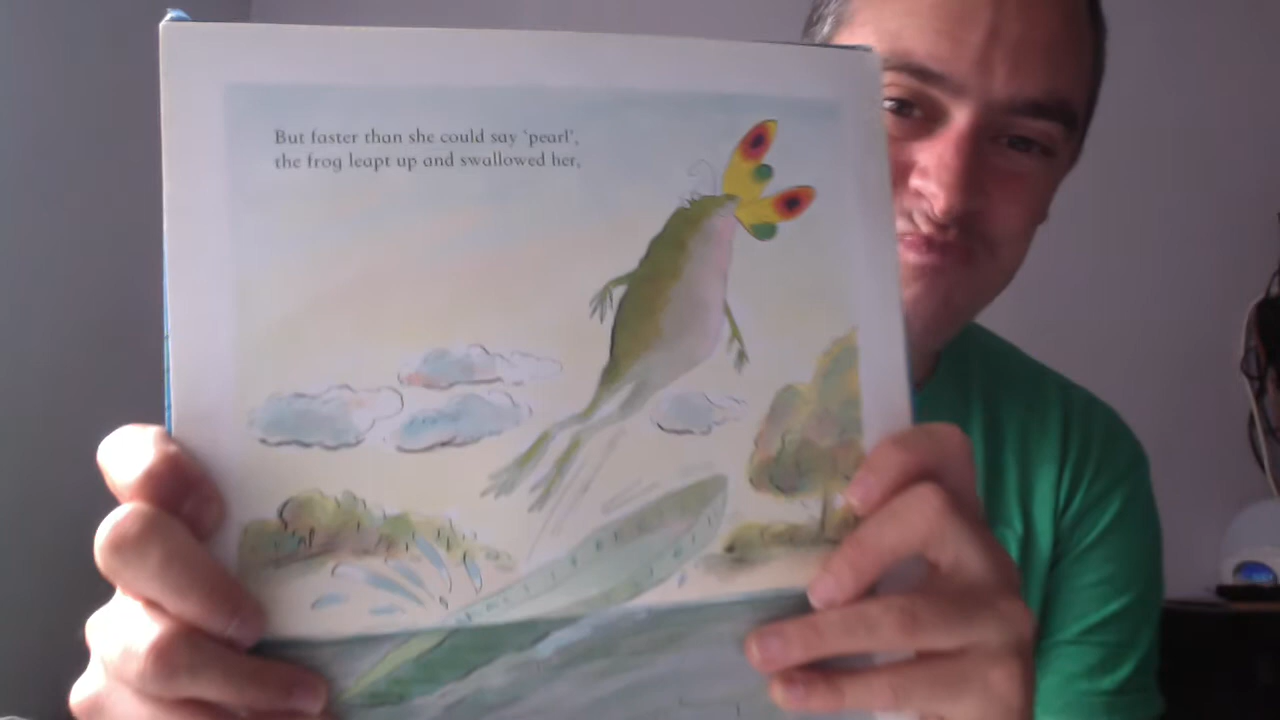 But faster than she could say ‘pearl’,
the frog leapt up and swallowed her,